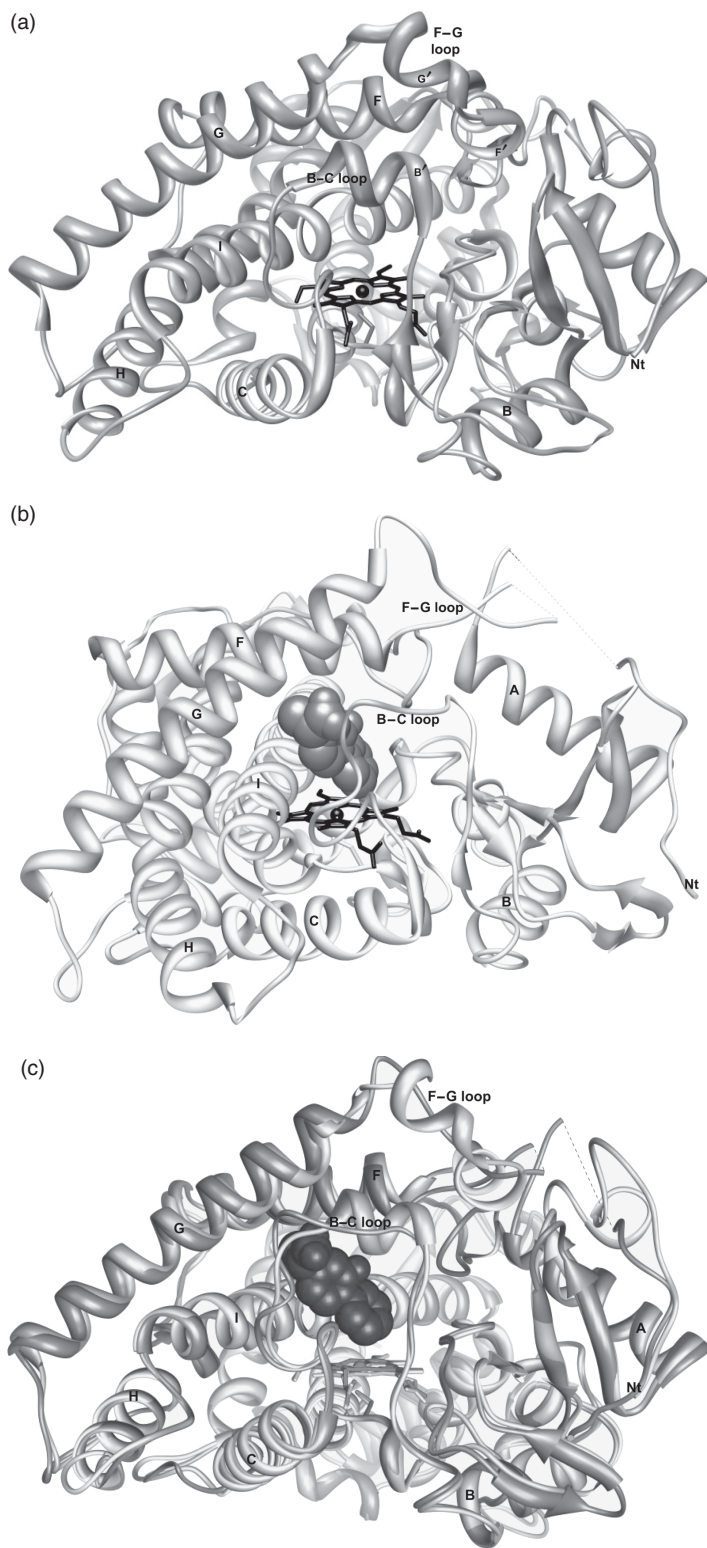 (a)
F–G
loop
G′
F
G
F′
B–C loop
B′
I
Nt
H
C
B
(b)
F–G loop
F
A
G
B–C loop
I
Nt
B
C
H
(c)
F–G loop
F
B–C loop
G
I
A
Nt
H
C
B